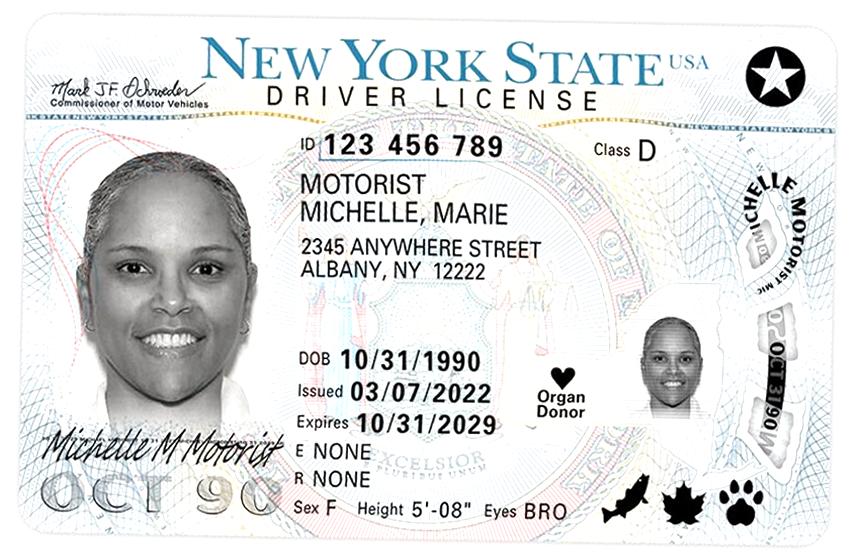 NEW YORK STATE USA
DRIVER LICENSE
Mark J.F. Schroeder
Commissioner of Motor Vehicles
ID 123 456 789
Class D
MOTORIST
MICHELLE, MARIE
2345 ANYWHERE STREET
ALBANY, NY 12222
DOB 10/31/1990
Issued 03/07/2022
Expires 10/31/2029
E NONE
R NONE
Sex F Height 5'-08" Eyes BRO
Organ
Donor
Michelle M Motorist
OCT 90
EXCELSIOR
MICHELLE MOTORIST MIC
OCT 31 90